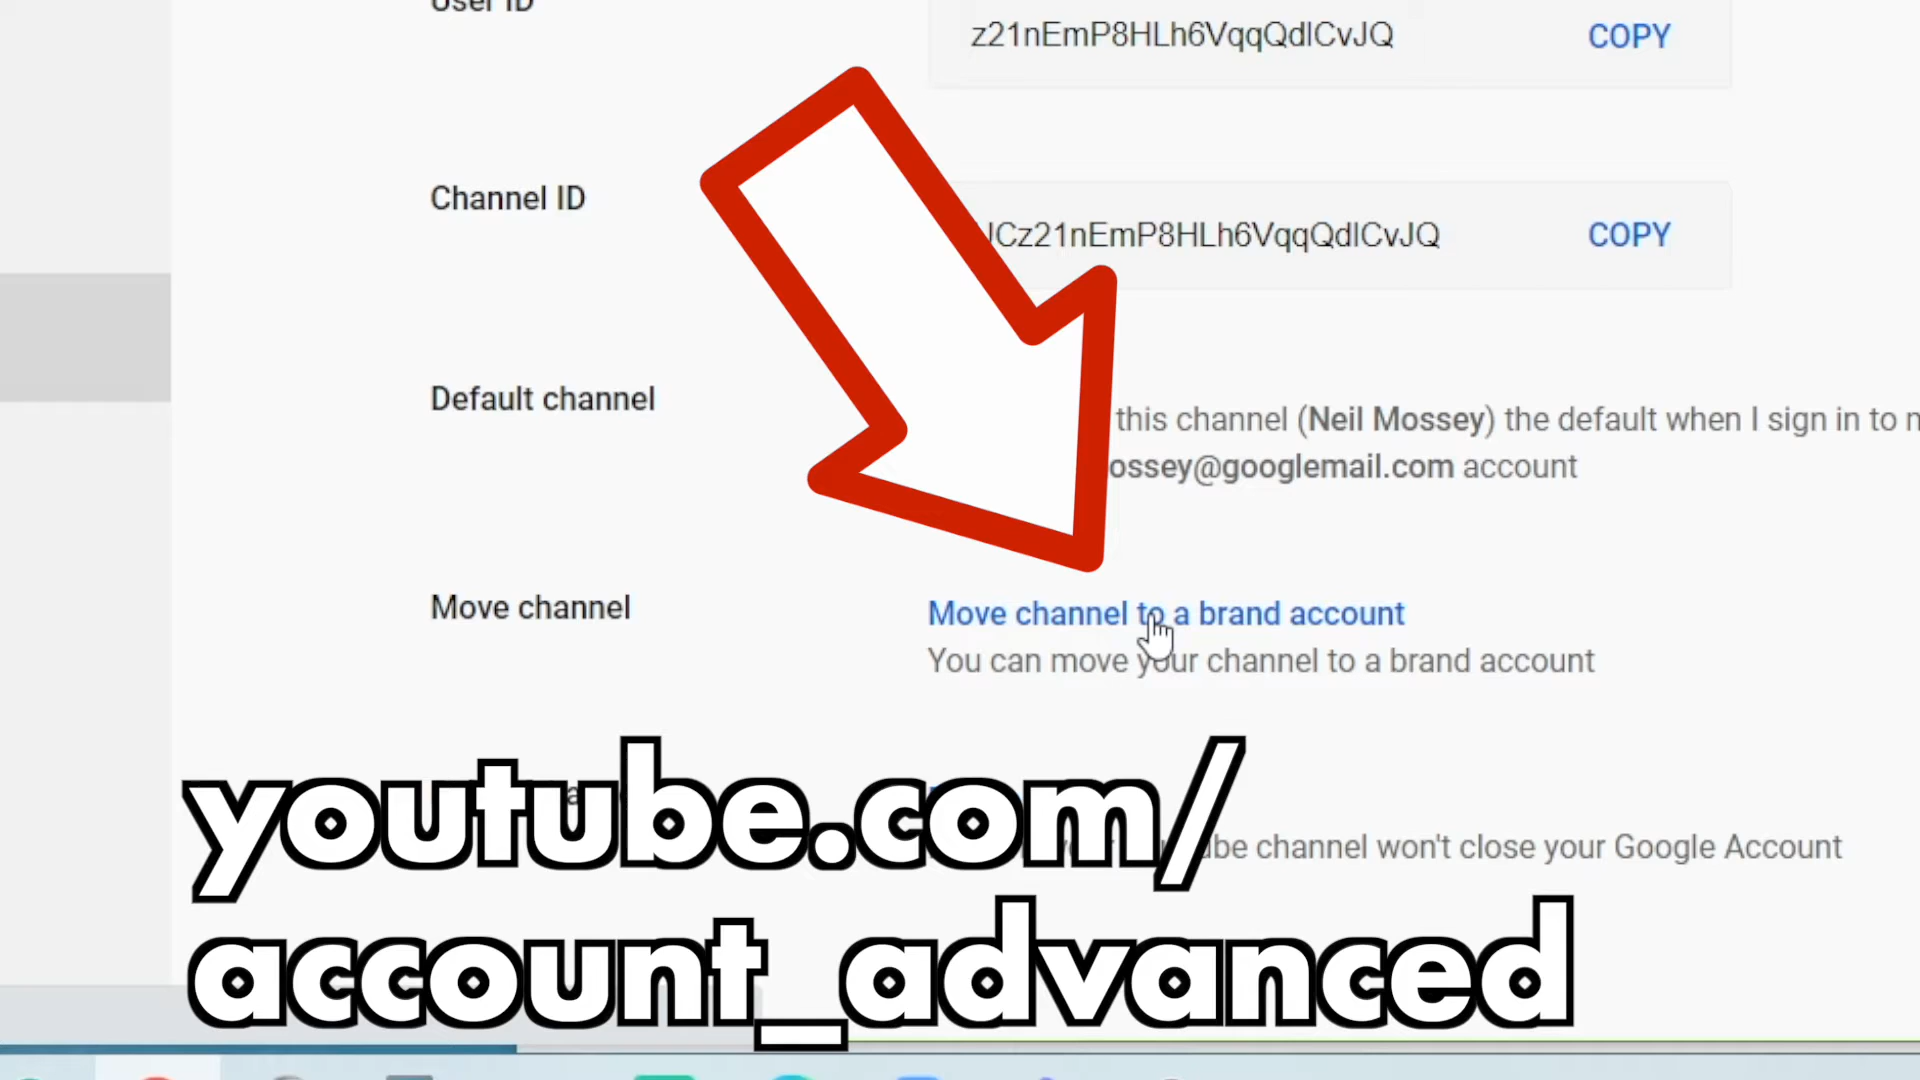 User ID
z21nEmP8HLh6VqqQdlCvJQ COPY
Channel ID
Cz21nEmP8HLh6VqqQdlCvJQ COPY
Default channel
this channel (Neil Mossey) the default when I sign in to
ossey@googlemail.com account
Move channel
Move channel to a brand account
You can move your channel to a brand account
youtube.com/
channel won't close your Google Account
account_advanced